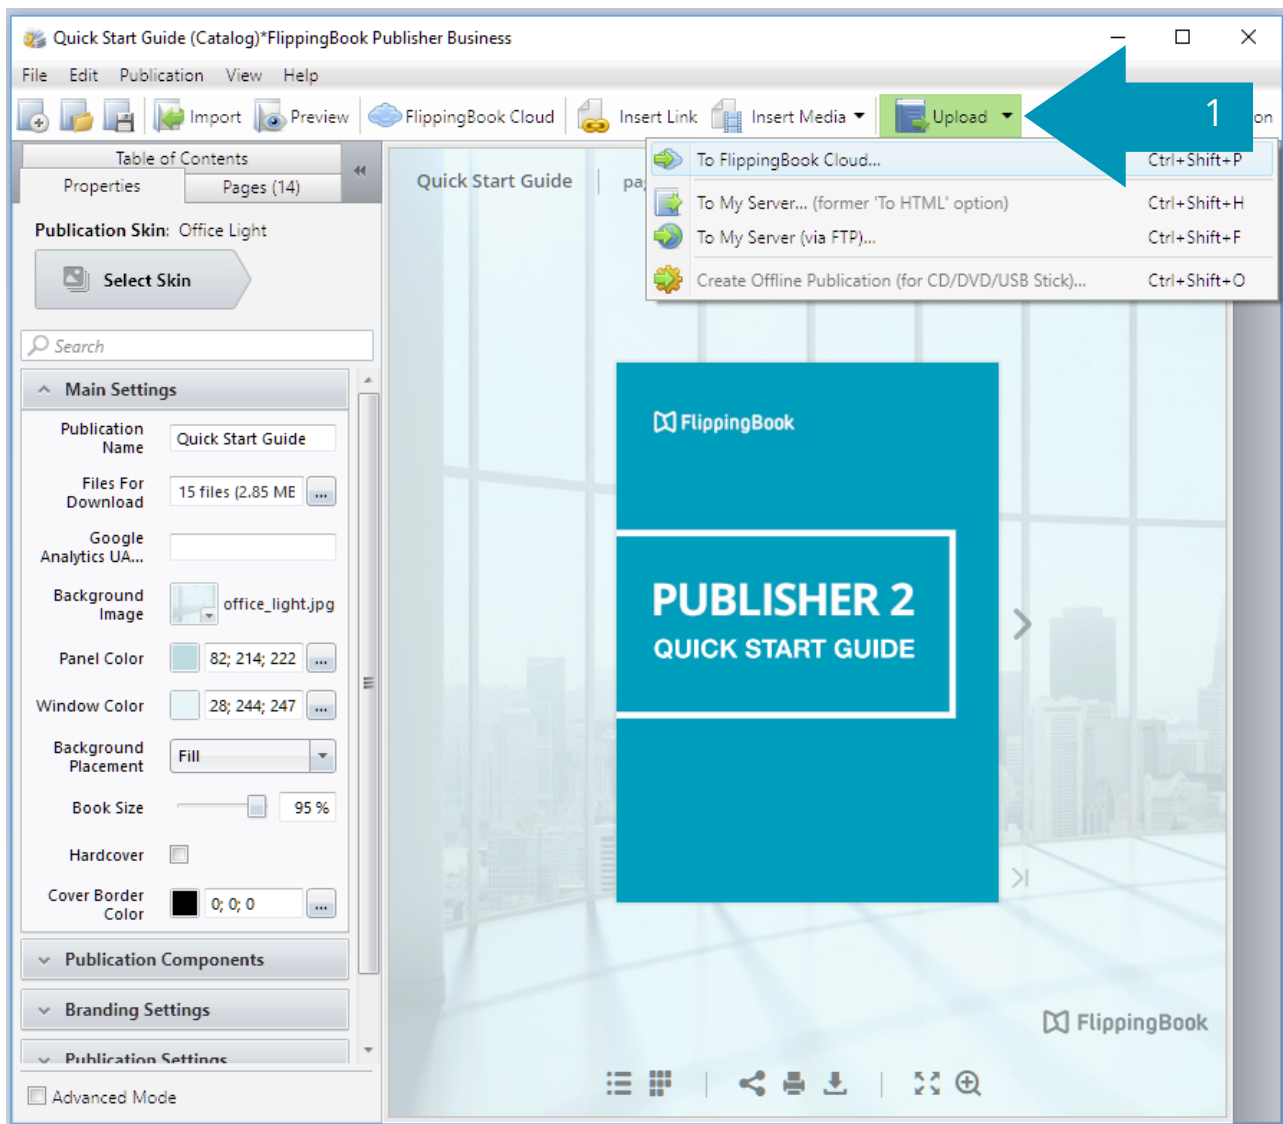 Quick Start Guide (Catalog)*FlippingBook Publisher Business
File Edit Publication View Help
Import Preview FlippingBook Cloud Insert Link Insert Media Upload 1
Table of Contents
Properties Pages (14)
Publication Skin: Office Light
Select Skin
Search
Main Settings
Publication Name Quick Start Guide
Files For Download 15 files (2.85 ME ...
Google Analytics UA...
Background Image office_light.jpg
Panel Color 82; 214; 222 ...
Window Color 28; 244; 247 ...
Background Placement Fill
Book Size 95 %
Hardcover
Cover Border Color 0; 0; 0 ...
Publication Components
Branding Settings
Publication Settings
Advanced Mode
Quick Start Guide
To FlippingBook Cloud... Ctrl+Shift+P
To My Server... (former 'To HTML' option) Ctrl+Shift+H
To My Server (via FTP)... Ctrl+Shift+F
Create Offline Publication (for CD/DVD/USB Stick)... Ctrl+Shift+O
FlippingBook
PUBLISHER 2
QUICK START GUIDE
FlippingBook